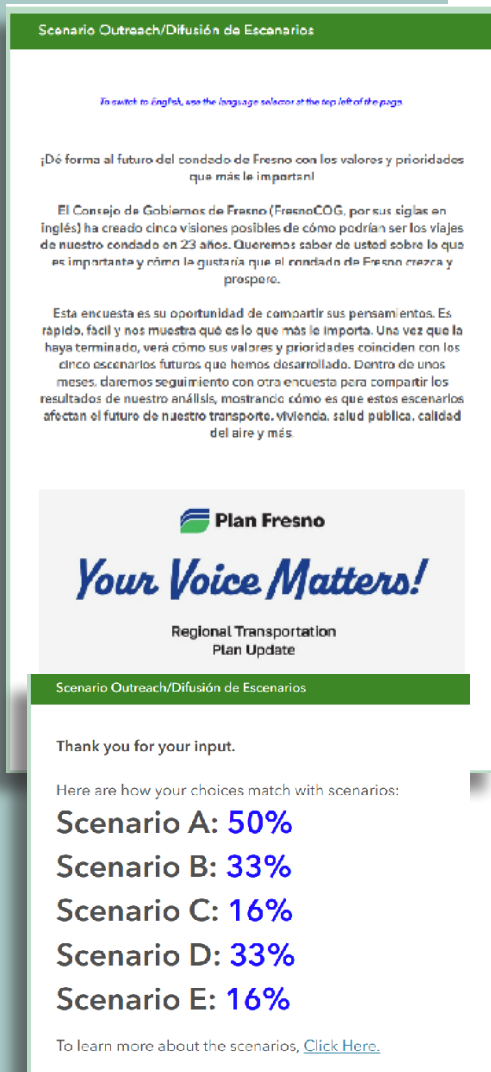 Scenario Outreach/Difusión de Escenarios
To switch to English, use the language selector at the top left of the page.
¡Dé forma al futuro del condado de Fresno con los valores y prioridades
que más le importan!
El Consejo de Gobiernos de Fresno (FresnoCOG, por sus siglas en
inglés) ha creado cinco visiones posibles de cómo podrían ser los viajes
de nuestro condado en 23 años. Queremos saber de usted sobre lo que
es importante y cómo le gustaría que el condado de Fresno crezca y
prospere.
Esta encuesta es su oportunidad de compartir sus pensamientos. Es
rápido, fácil y nos muestra qué es lo que más le importa. Una vez que la
haya terminado, verá cómo sus valores y prioridades coinciden con los
cinco escenarios futuros que hemos desarrollado. Dentro de unos
meses, daremos seguimiento con otra encuesta para compartir los
resultados de nuestro análisis, mostrando cómo es que estos escenarios
afectan el futuro de nuestro transporte, vivienda, salud pública, calidad
del aire y más.
Plan Fresno
Your Voice Matters!
Regional Transportation
Plan Update
Scenario Outreach/Difusión de Escenarios
Thank you for your input.
Here are how your choices match with scenarios:
Scenario A: 50%
Scenario B: 33%
Scenario C: 16%
Scenario D: 33%
Scenario E: 16%
To learn more about the scenarios, Click Here.